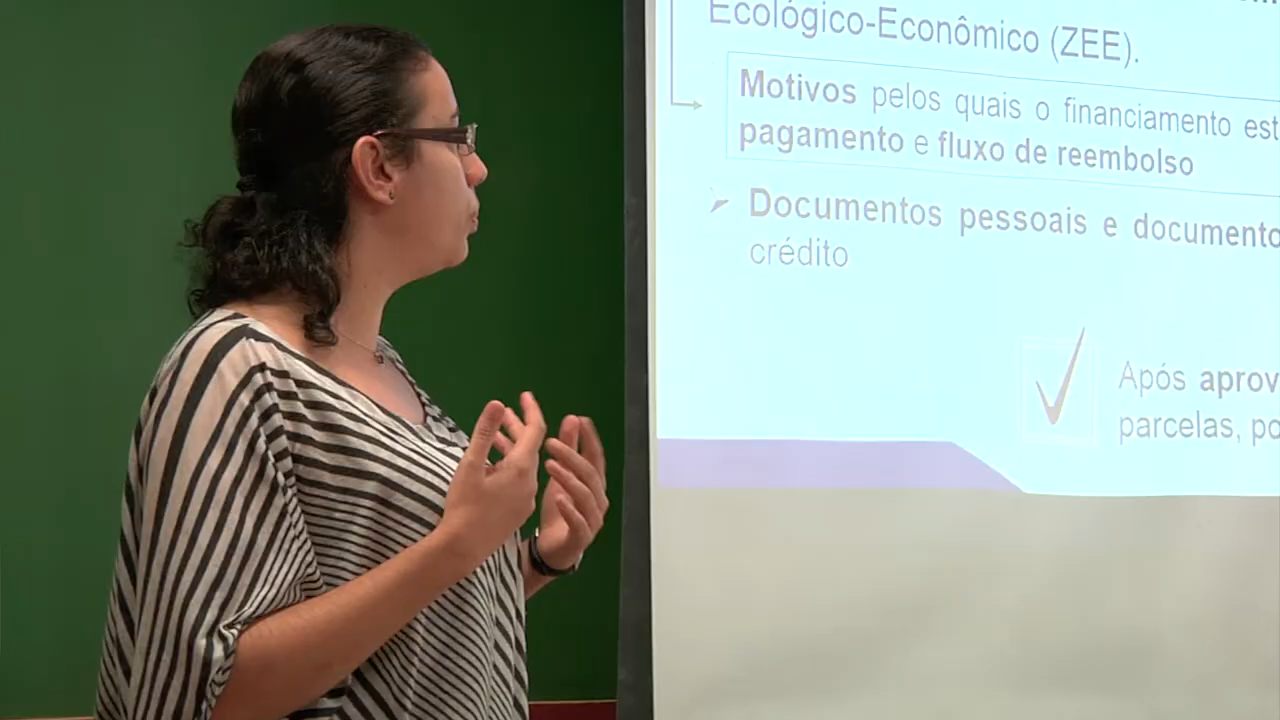 Ecológico-Econômico (ZEE).
Motivos pelos quais o financiamento est
pagamento e fluxo de reembolso
Documentos pessoais e documento
crédito
Após aprov
parcelas, po